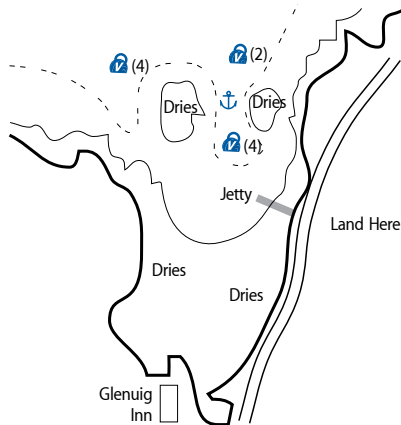 V (2)
V (4)
Dries
Dries
V (4)
Jetty
Land Here
Dries
Dries
Glenuig
Inn